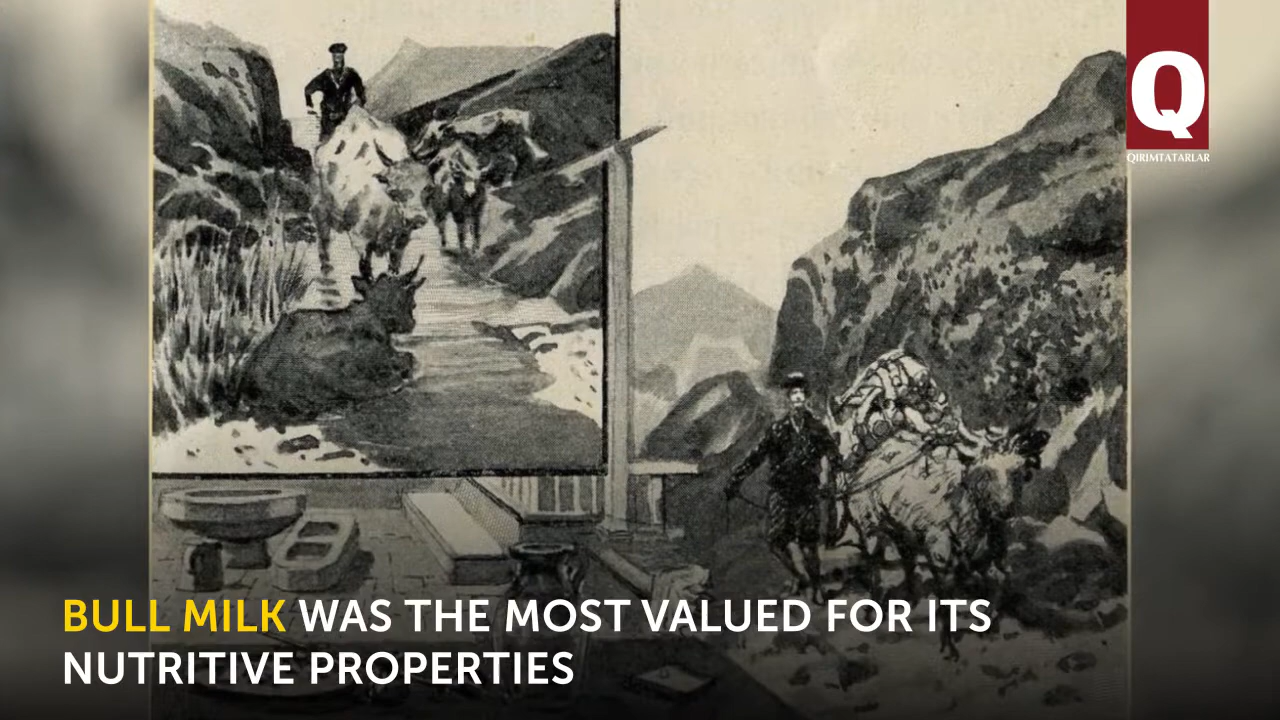 Q
QIRIMTATARLAR
BULL MILK WAS THE MOST VALUED FOR ITS
NUTRITIVE PROPERTIES